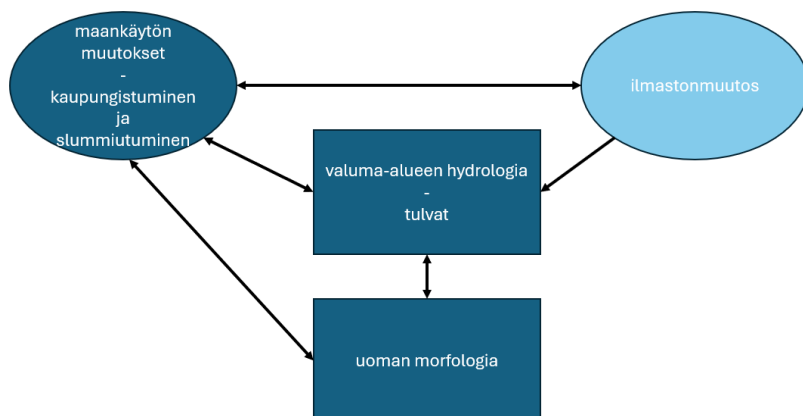 maankäytön
muutokset
-
kaupungistuminen
ja
slummiutuminen
ilmastonmuutos
valuma-alueen hydrologia
-
tulvat
uoman morfologia